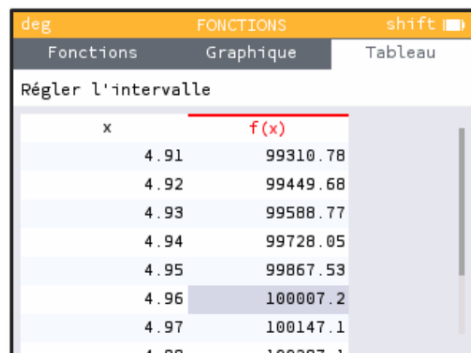 deg FONCTIONS shift
Fonctions Graphique Tableau
Régler l'intervalle
x f(x)
4.91 99310.78
4.92 99449.68
4.93 99588.77
4.94 99728.05
4.95 99867.53
4.96 100007.2
4.97 100147.1